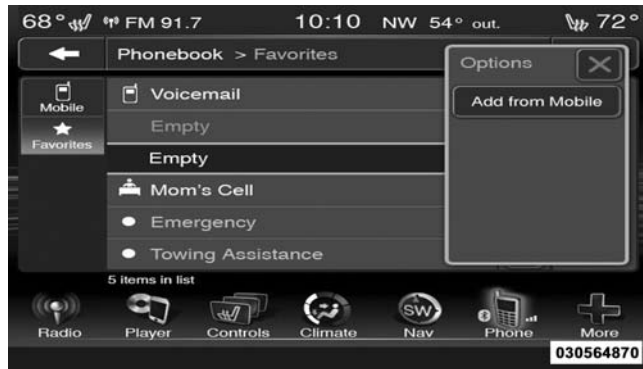 68° FM 91.7 10:10 NW 54° out. 72°
Phonebook > Favorites
Options
Mobile
Voicemail
Add from Mobile
Empty
Favorites
Empty
Mom's Cell
Emergency
Towing Assistance
5 items in list
SW
Radio Player Controls Climate Nav Phone More
030564870